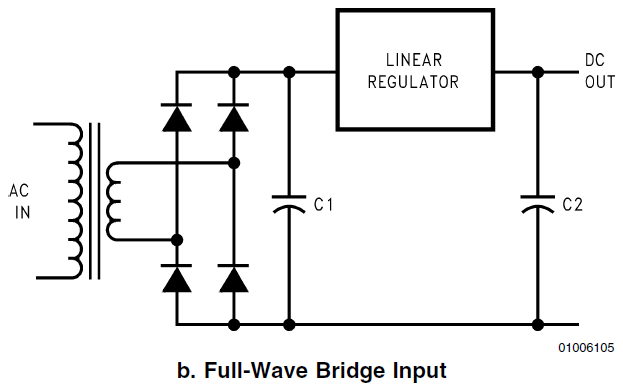 LINEAR
REGULATOR
DC
OUT
AC
IN
C1
C2
01006105
b. Full-Wave Bridge Input